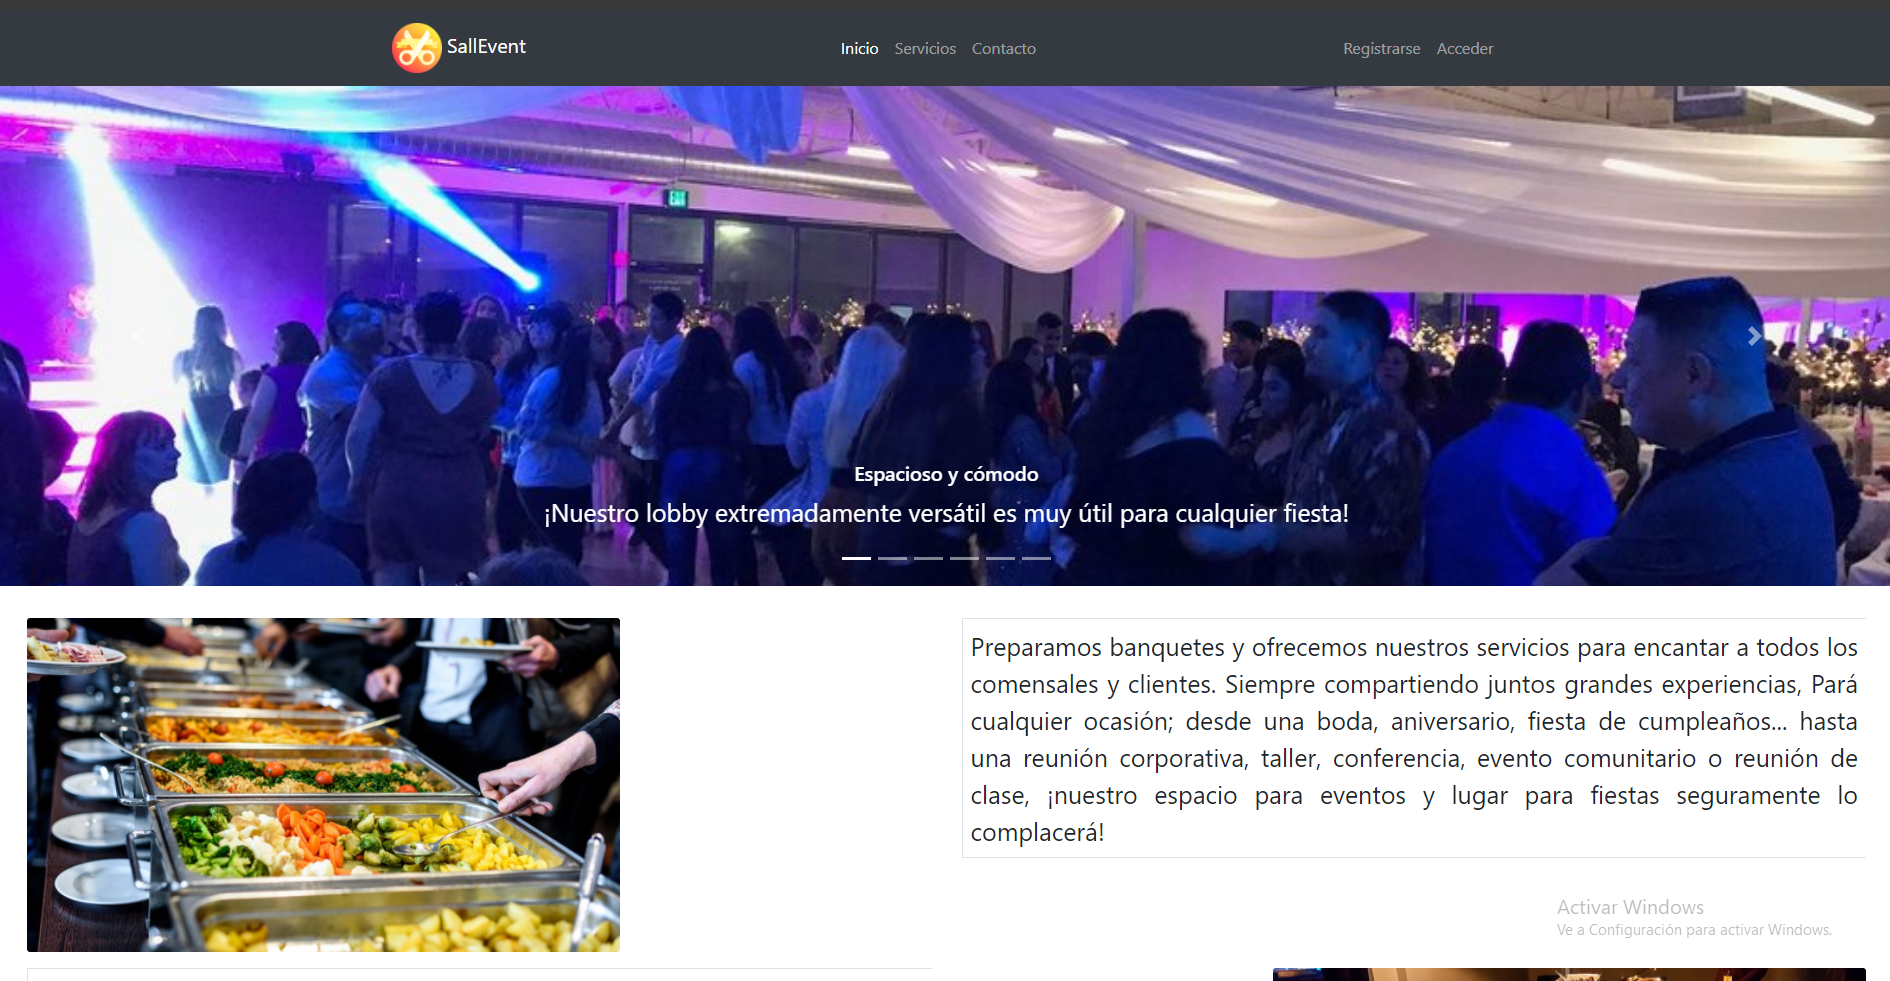 SallEvent
Inicio Servicios Contacto
Registrarse Acceder
Espacioso y cómodo
¡Nuestro lobby extremadamente versátil es muy útil para cualquier fiesta!
Preparamos banquetes y ofrecemos nuestros servicios para encantar a todos los
comensales y clientes. Siempre compartiendo juntos grandes experiencias, Pará
cualquier ocasión; desde una boda, aniversario, fiesta de cumpleaños... hasta
una reunión corporativa, taller, conferencia, evento comunitario o reunión de
clase, ¡nuestro espacio para eventos y lugar para fiestas seguramente lo
complacerá!
Activar Windows
Ve a Configuración para activar Windows.